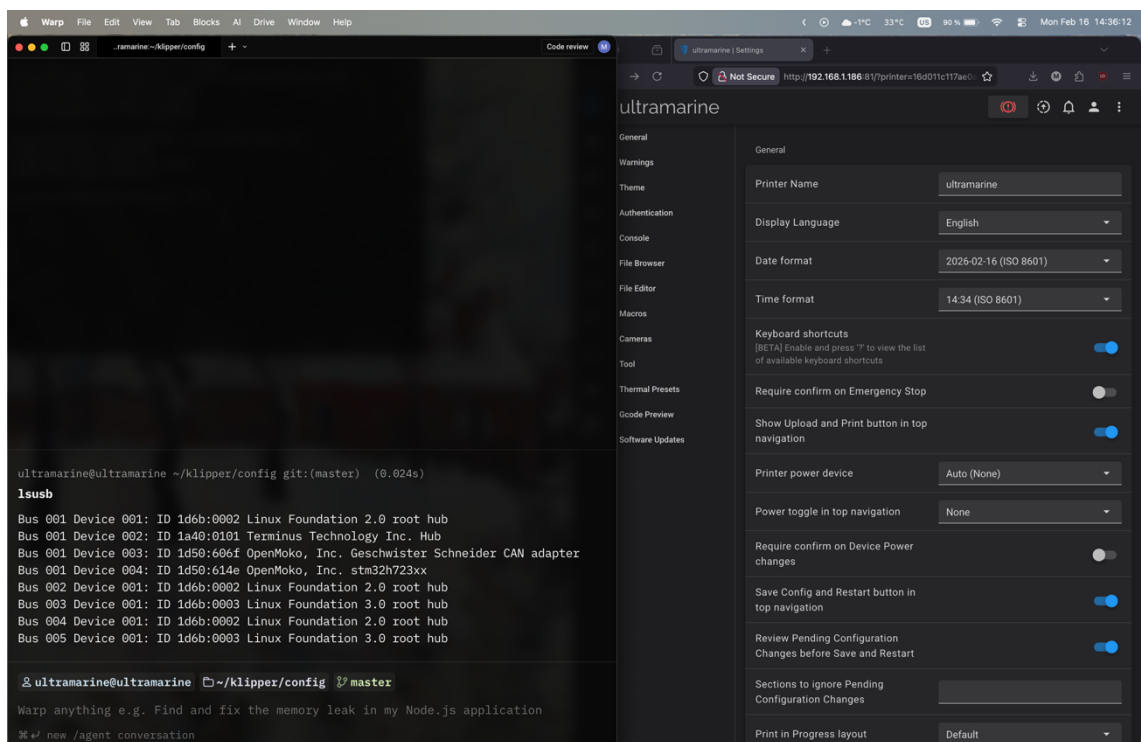 Warp File Edit View Tab Blocks AI Drive Window Help
-1°C 33°C US 90 % Mon Feb 16 14:36:12
..ramarine:~/klipper/config
Code review M
ultramarine@ultramarine ~/klipper/config git:(master) (0.024s)
lsusb
Bus 001 Device 001: ID 1d6b:0002 Linux Foundation 2.0 root hub
Bus 001 Device 002: ID 1a40:0101 Terminus Technology Inc. Hub
Bus 001 Device 003: ID 1d50:606f OpenMoko, Inc. Geschwister Schneider CAN adapter
Bus 001 Device 004: ID 1d50:614e OpenMoko, Inc. stm32h723xx
Bus 002 Device 001: ID 1d6b:0002 Linux Foundation 2.0 root hub
Bus 003 Device 001: ID 1d6b:0003 Linux Foundation 3.0 root hub
Bus 004 Device 001: ID 1d6b:0002 Linux Foundation 2.0 root hub
Bus 005 Device 001: ID 1d6b:0003 Linux Foundation 3.0 root hub
ultramarine@ultramarine ~/klipper/config master
Warp anything e.g. Find and fix the memory leak in my Node.js application
⌘↵ new /agent conversation
ultramarine | Settings
Not Secure http://192.168.1.186:81/?printer=16d011c117ae0
ultramarine
General
Warnings
Theme
Authentication
Console
File Browser
File Editor
Macros
Cameras
Tool
Thermal Presets
Gcode Preview
Software Updates
General
Printer Name ultramarine
Display Language English
Date format 2026-02-16 (ISO 8601)
Time format 14:34 (ISO 8601)
Keyboard shortcuts
[BETA] Enable and press '?' to view the list
of available keyboard shortcuts
Require confirm on Emergency Stop
Show Upload and Print button in top
navigation
Printer power device Auto (None)
Power toggle in top navigation None
Require confirm on Device Power
changes
Save Config and Restart button in
top navigation
Review Pending Configuration
Changes before Save and Restart
Sections to ignore Pending
Configuration Changes
Print in Progress layout Default